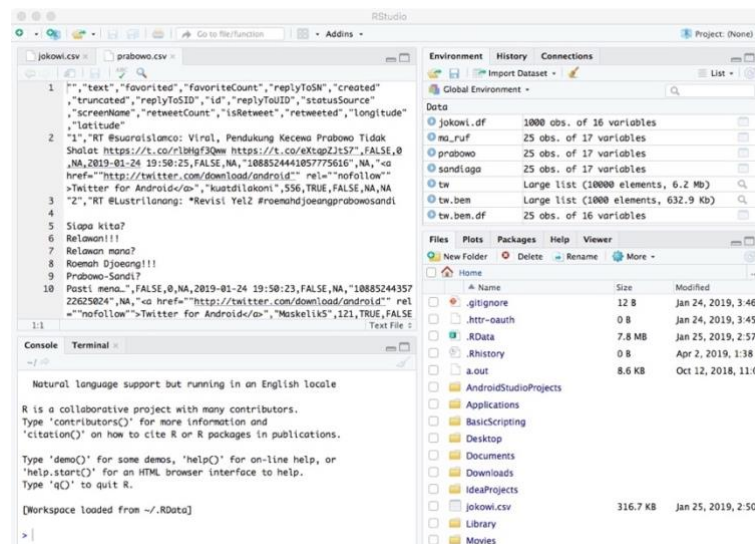 RStudio
Go to file/function
Addins
Project: (None)
jokowi.csv
prabowo.csv
1 "","text","favorited","favoriteCount","replyToSN","created"
,"truncated","replyToSID","id","replyToUID","statusSource"
,"screenName","retweetCount","isRetweet","retweeted","longitude"
,"latitude"
2 "1","RT @suaraislamco: Viral, Pendukung Kecewa Prabowo Tidak
Shalat https://t.co/rlbHgf3Qww https://t.co/eXtqpZJtS7",FALSE,0
,NA,2019-01-24 19:50:25,FALSE,NA,"1088524441057775616",NA,"<a
href=""http://twitter.com/download/android"" rel=""nofollow""
>Twitter for Android</a>","kuatdilakoni",556,TRUE,FALSE,NA,NA
3 "2","RT @Lustrilanang: *Revisi Yel2 #roemahdjoeangprabowosandi
4
5 Siapa kita?
6 Relawan!!!
7 Relawan mana?
8 Roemah Djoeang!!!
9 Prabowo-Sandi?
10 Pasti mena…",FALSE,0,NA,2019-01-24 19:50:23,FALSE,NA,"10885244357
22625024",NA,"<a href=""http://twitter.com/download/android"" rel
=""nofollow"">Twitter for Android</a>","Maskelik5",121,TRUE,FALSE
1:1 Text File
Console Terminal
~/
Natural language support but running in an English locale
R is a collaborative project with many contributors.
Type 'contributors()' for more information and
'citation()' on how to cite R or R packages in publications.
Type 'demo()' for some demos, 'help()' for on-line help, or
'help.start()' for an HTML browser interface to help.
Type 'q()' to quit R.
[Workspace loaded from ~/.RData]
>
Environment History Connections
Import Dataset List
Global Environment
Data
jokowi.df 1000 obs. of 16 variables
ma_ruf 25 obs. of 17 variables
prabowo 25 obs. of 17 variables
sandiaga 25 obs. of 17 variables
tw Large list (10000 elements, 6.2 Mb)
tw.bem Large list (1000 elements, 632.9 Kb)
tw.bem.df 25 obs. of 16 variables
Files Plots Packages Help Viewer
New Folder Delete Rename More
Home
Name Size Modified
.gitignore 12 B Jan 24, 2019, 3:46
.httr-oauth 0 B Jan 24, 2019, 3:45
.RData 7.8 MB Jan 25, 2019, 2:57
.Rhistory 0 B Apr 2, 2019, 1:38
a.out 8.6 KB Oct 12, 2018, 11:0
AndroidStudioProjects
Applications
BasicScripting
Desktop
Documents
Downloads
IdeaProjects
jokowi.csv 316.7 KB Jan 25, 2019, 2:50
Library
Movies